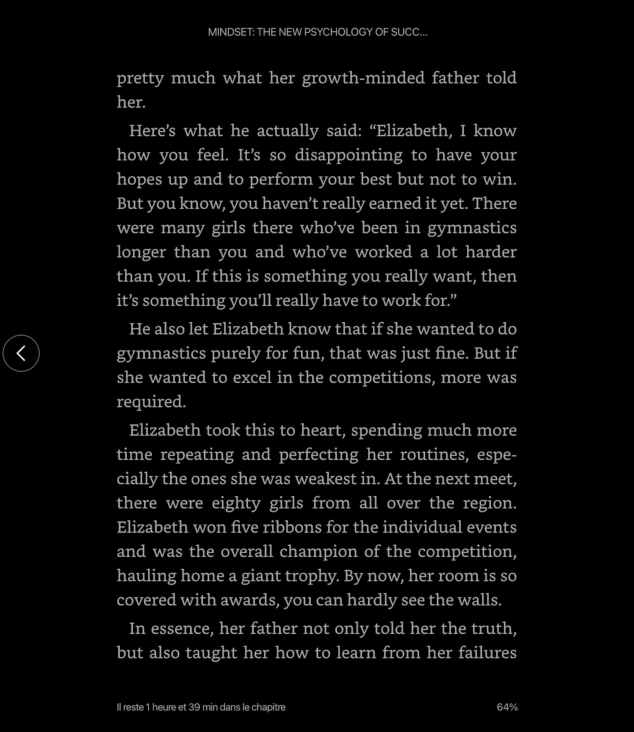 MINDSET: THE NEW PSYCHOLOGY OF SUCC...
pretty much what her growth-minded father told
her.
Here’s what he actually said: “Elizabeth, I know
how you feel. It’s so disappointing to have your
hopes up and to perform your best but not to win.
But you know, you haven’t really earned it yet. There
were many girls there who’ve been in gymnastics
longer than you and who’ve worked a lot harder
than you. If this is something you really want, then
it’s something you’ll really have to work for.”
He also let Elizabeth know that if she wanted to do
gymnastics purely for fun, that was just fine. But if
she wanted to excel in the competitions, more was
required.
Elizabeth took this to heart, spending much more
time repeating and perfecting her routines, espe-
cially the ones she was weakest in. At the next meet,
there were eighty girls from all over the region.
Elizabeth won five ribbons for the individual events
and was the overall champion of the competition,
hauling home a giant trophy. By now, her room is so
covered with awards, you can hardly see the walls.
In essence, her father not only told her the truth,
but also taught her how to learn from her failures
Il reste 1 heure et 39 min dans le chapitre
64%